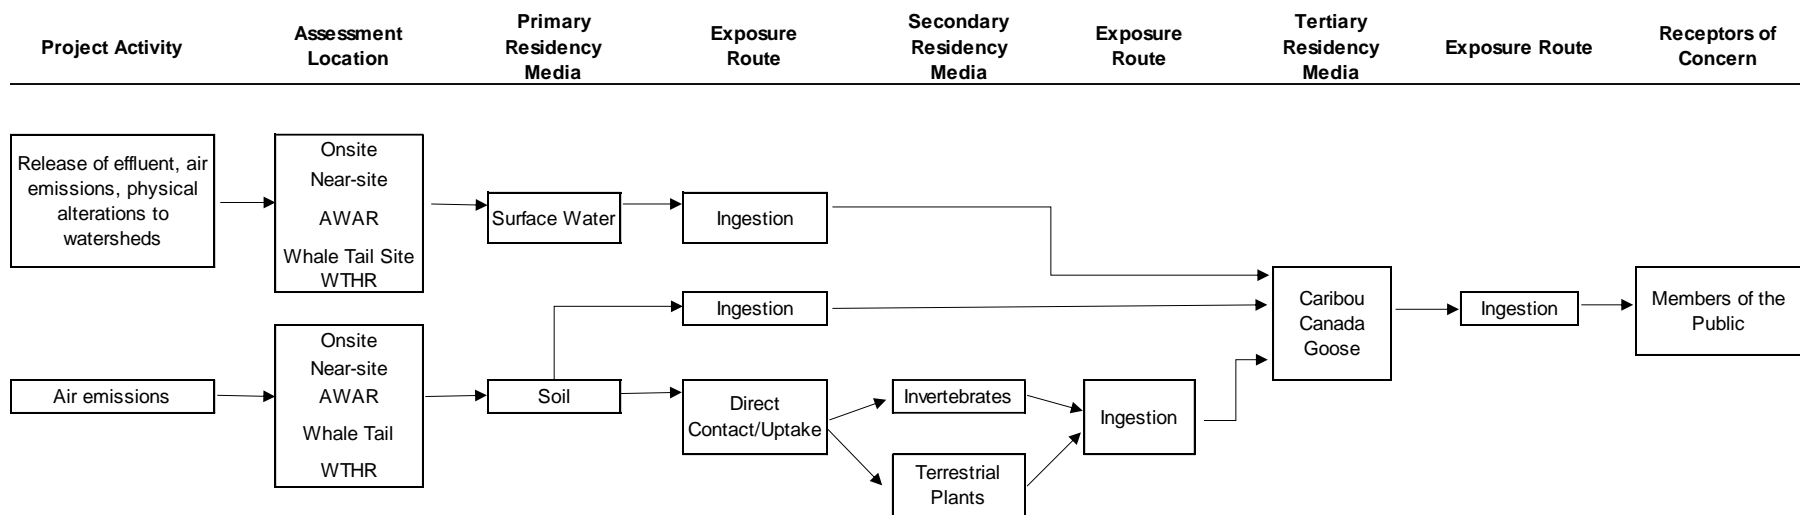 Project Activity
Assessment
Location
Primary
Residency
Media
Exposure
Route
Secondary
Residency
Media
Exposure
Route
Tertiary
Residency
Media
Exposure Route
Receptors of
Concern
Release of effluent, air
emissions, physical
alterations to
watersheds
Onsite
Near-site
AWAR
Whale Tail Site
WTHR
Surface Water
Ingestion
Ingestion
Caribou
Canada
Goose
Ingestion
Members of the
Public
Air emissions
Onsite
Near-site
AWAR
Whale Tail
WTHR
Soil
Direct
Contact/Uptake
Invertebrates
Terrestrial
Plants
Ingestion